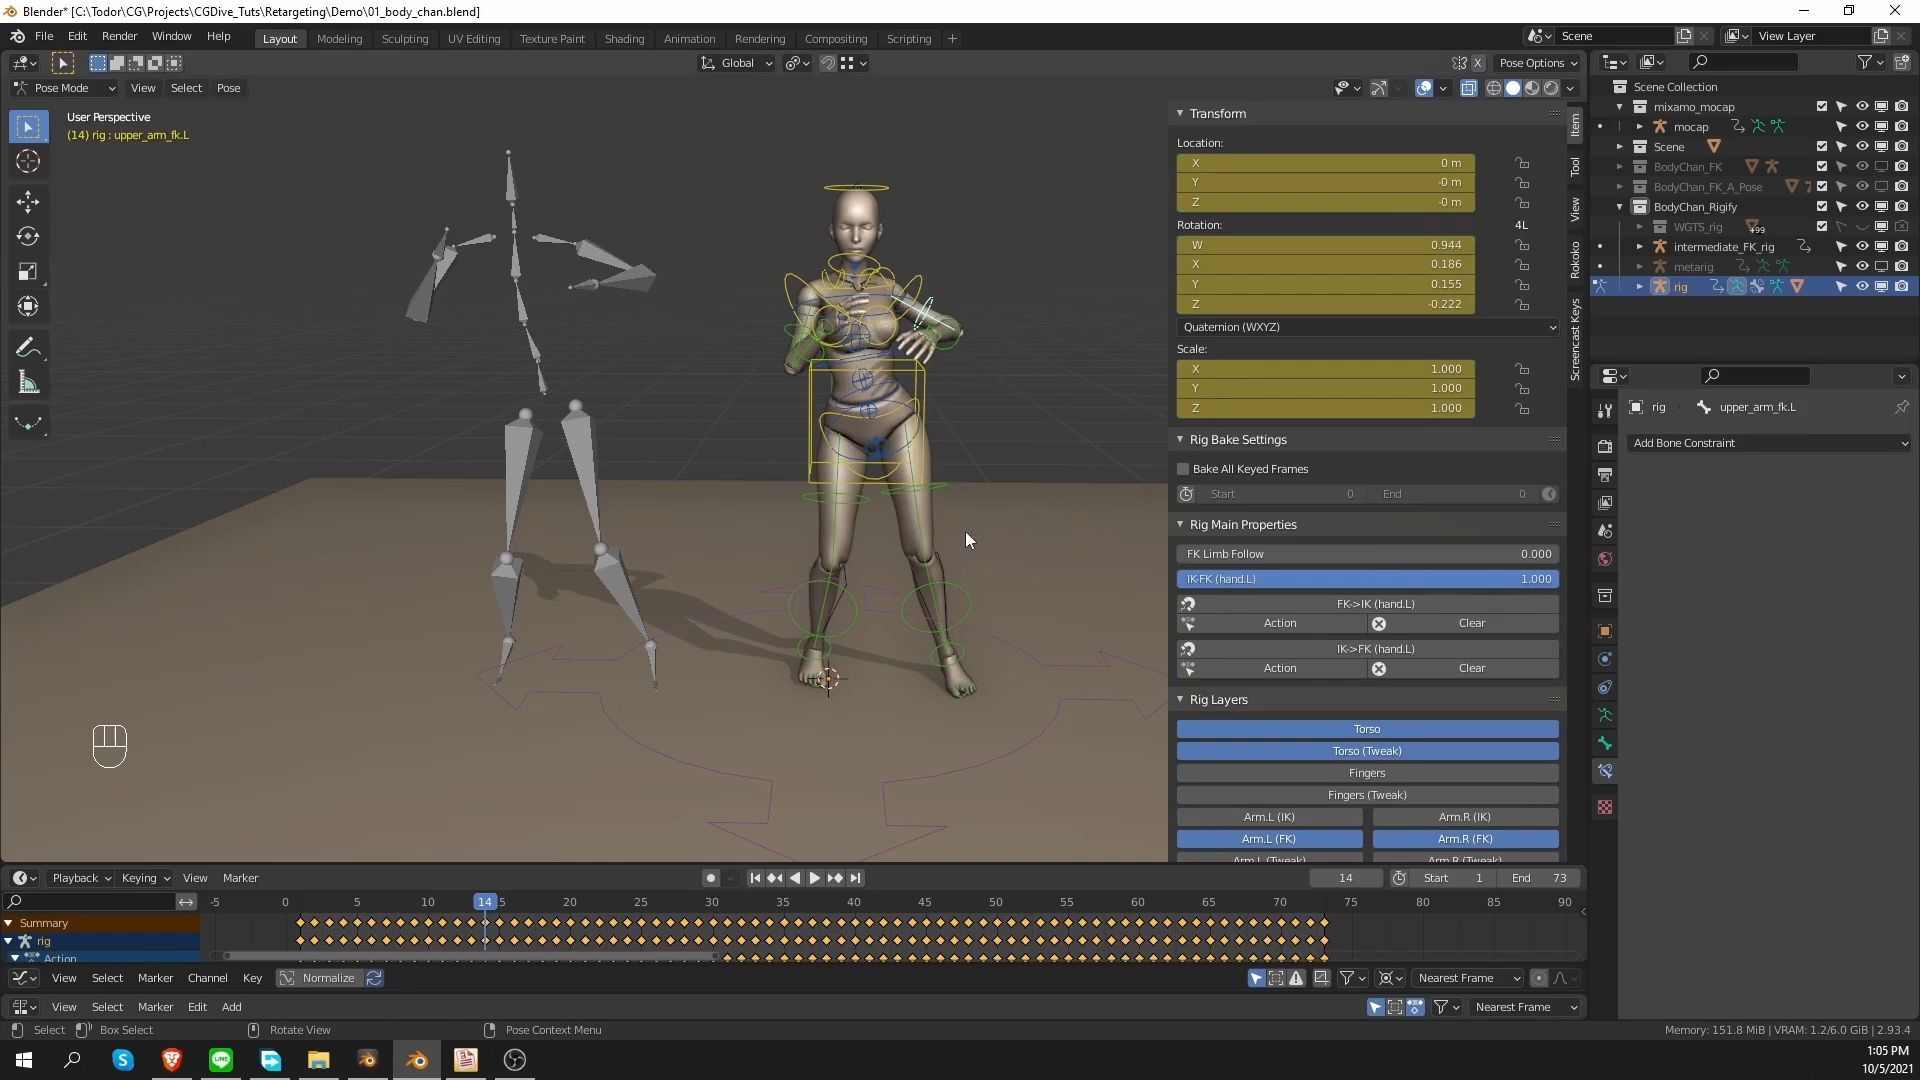 Blender* [C:\Todor\CG\Projects\CGDive_Tuts\Retargeting\Demo\01_body_chan.blend]
File Edit Render Window Help Layout Modeling Sculpting UV Editing Texture Paint Shading Animation Rendering Compositing Scripting + Scene View Layer
Global X Pose Options
Pose Mode View Select Pose
User Perspective
(14) rig : upper_arm_fk.L
Transform
Location:
X 0 m
Y -0 m
Z -0 m
Rotation: 4L
W 0.944
X 0.186
Y 0.155
Z -0.222
Quaternion (WXYZ)
Scale:
X 1.000
Y 1.000
Z 1.000
Rig Bake Settings
Bake All Keyed Frames
Start 0 End 0
Rig Main Properties
FK Limb Follow 0.000
IK-FK (hand.L) 1.000
FK->IK (hand.L)
Action Clear
IK->FK (hand.L)
Action Clear
Rig Layers
Torso
Torso (Tweak)
Fingers
Fingers (Tweak)
Arm.L (IK) Arm.R (IK)
Arm.L (FK) Arm.R (FK)
Arm.L (Tweak) Arm.R (Tweak)
Item
Tool
View
Rokoko
Screencast Keys
Scene Collection
mixamo_mocap
mocap
Scene
BodyChan_FK
BodyChan_FK_A_Pose
BodyChan_Rigify
WGTS_rig +99
intermediate_FK_rig
metarig
rig
rig upper_arm_fk.L
Add Bone Constraint
Playback Keying View Marker 14 Start 1 End 73
-5 0 5 10 14 5 20 25 30 35 40 45 50 55 60 65 70 75 80 85 90
Summary
rig
Action
View Select Marker Channel Key Normalize Nearest Frame
View Select Marker Edit Add Nearest Frame
Select Box Select Rotate View Pose Context Menu Memory: 151.8 MiB | VRAM: 1.2/6.0 GiB | 2.93.4
1:05 PM
10/5/2021